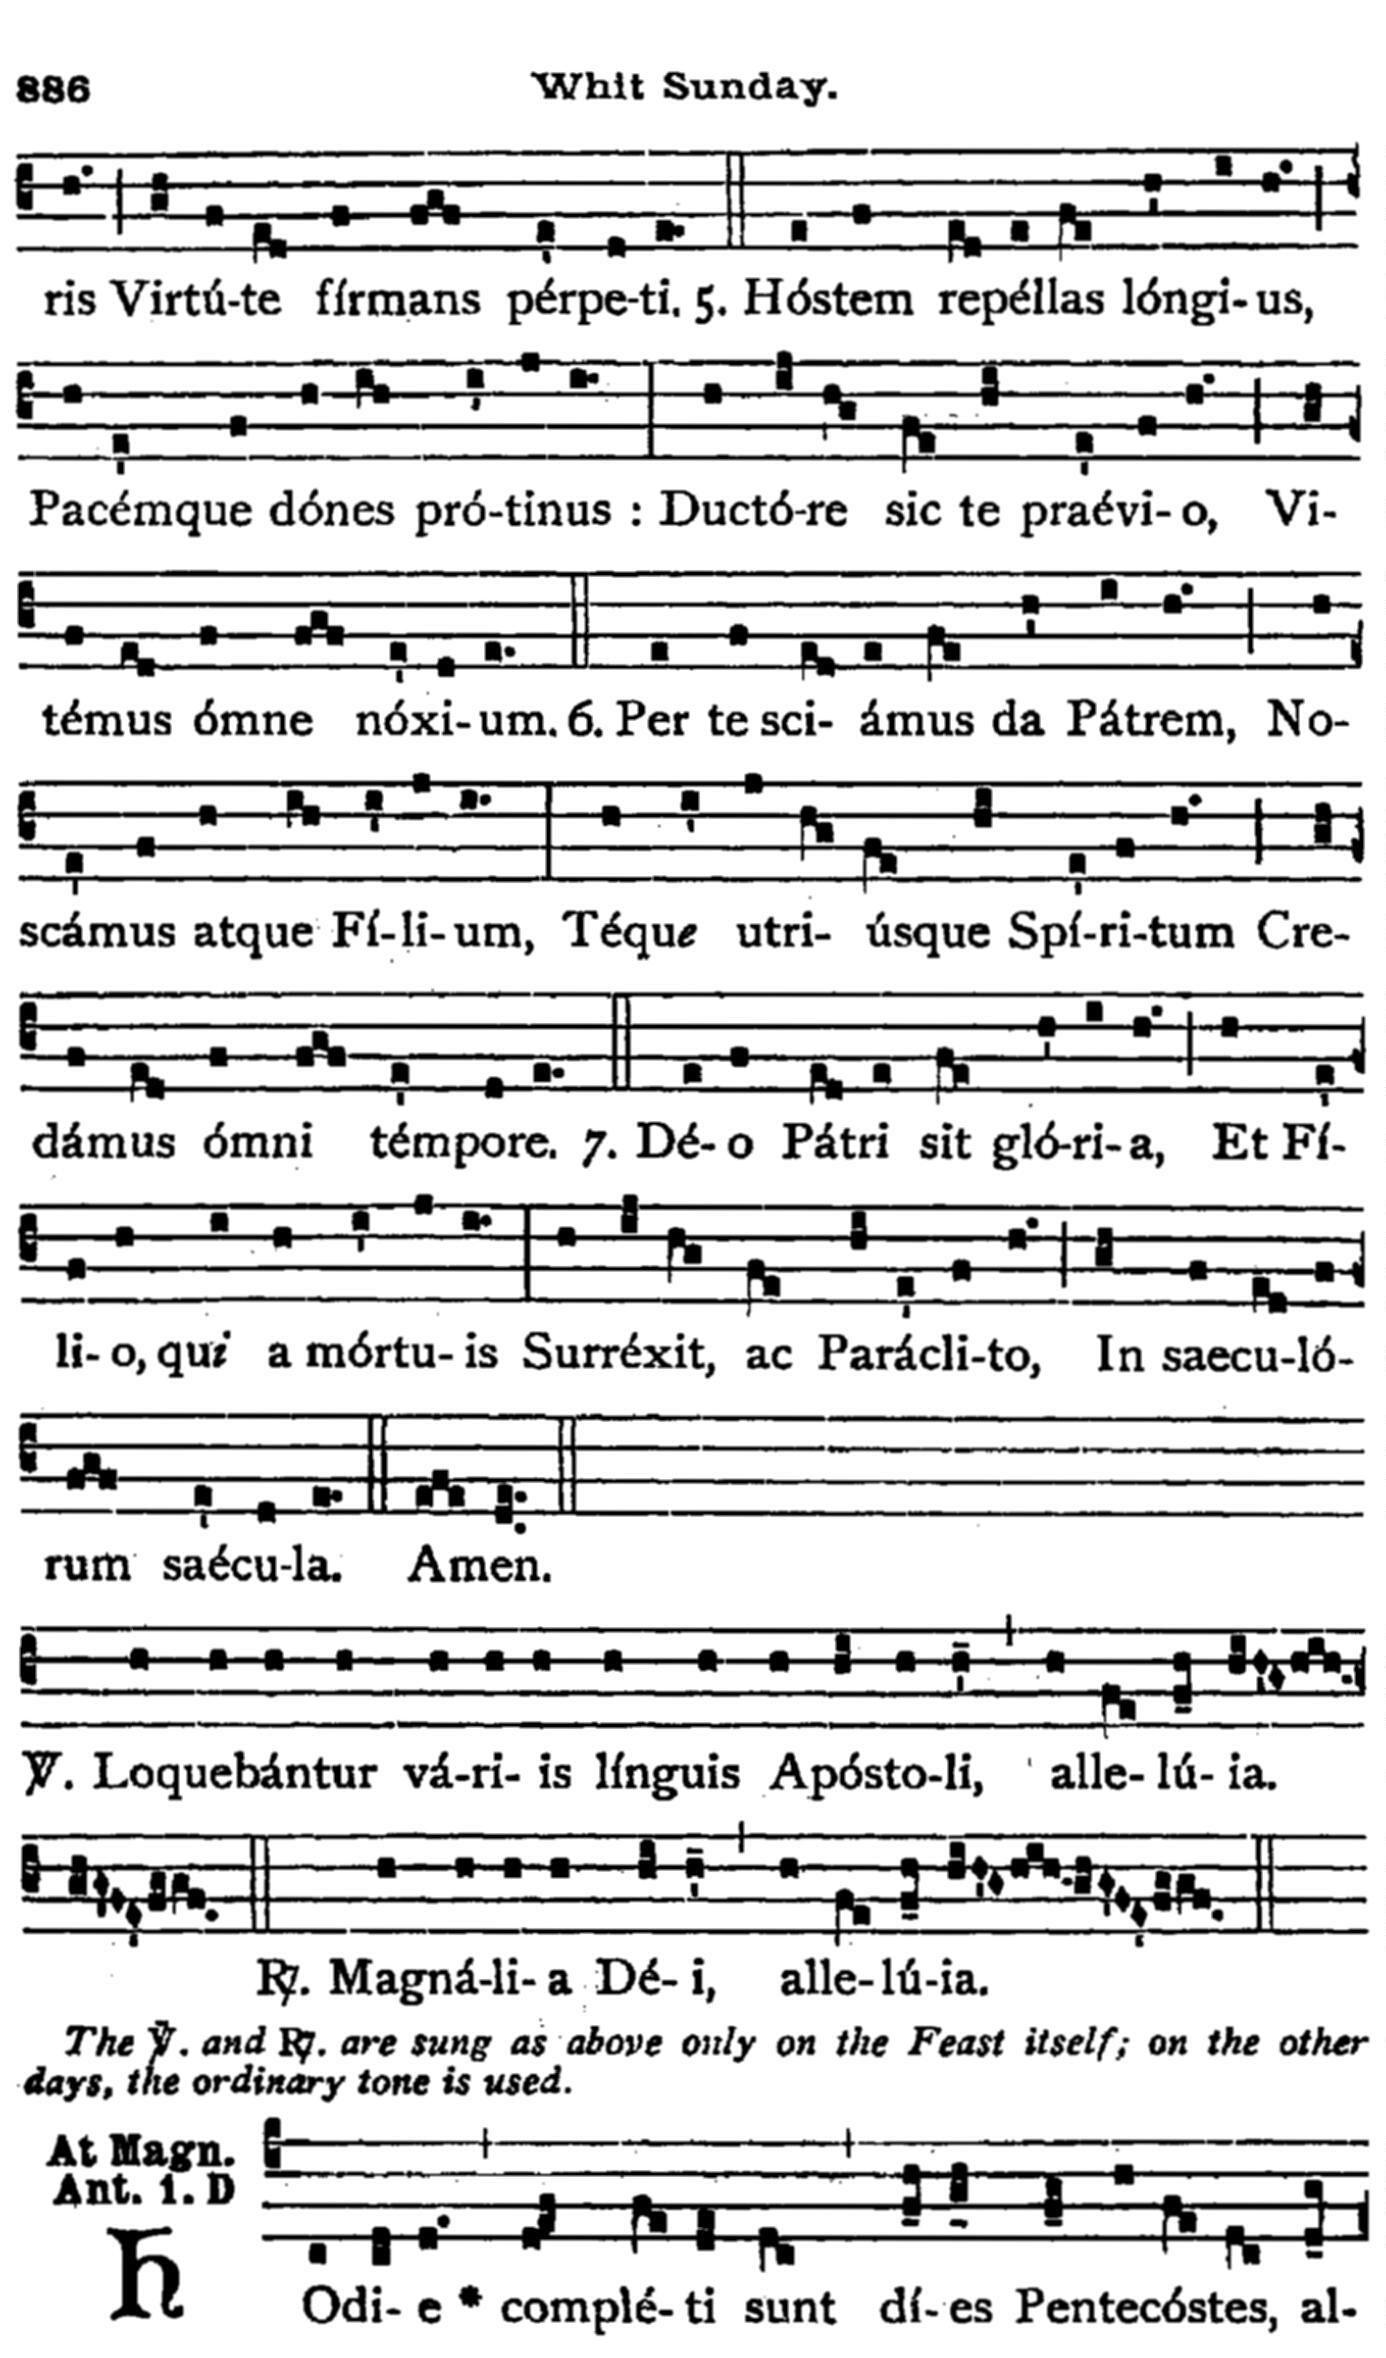 886 Whit Sunday.
ris Virtú-te fírmans pérpe-ti. 5. Hóstem repéllas lóngi-us,
Pacémque dónes pró-tinus : Ductó-re sic te praévi-o, Vi-
témus ómne nóxi-um. 6. Per te sci- ámus da Pátrem, No-
scámus atque Fí-li-um, Téque utri- úsque Spí-ri-tum Cre-
dámus ómni témpore. 7. Dé-o Pátri sit gló-ri-a, Et Fí-
li-o, qui a mórtu-is Surréxit, ac Parácli-to, In saecu-ló-
rum saécu-la. Amen.
℣. Loquebántur vá-ri-is línguis Apósto-li, alle-lú-ia.
℟. Magná-li-a Dé-i, alle-lú-ia.
The ℣. and ℟. are sung as above only on the Feast itself; on the other
days, the ordinary tone is used.
At Magn.
Ant. 1. D
HOdi-e * complé-ti sunt dí-es Pentecóstes, al-